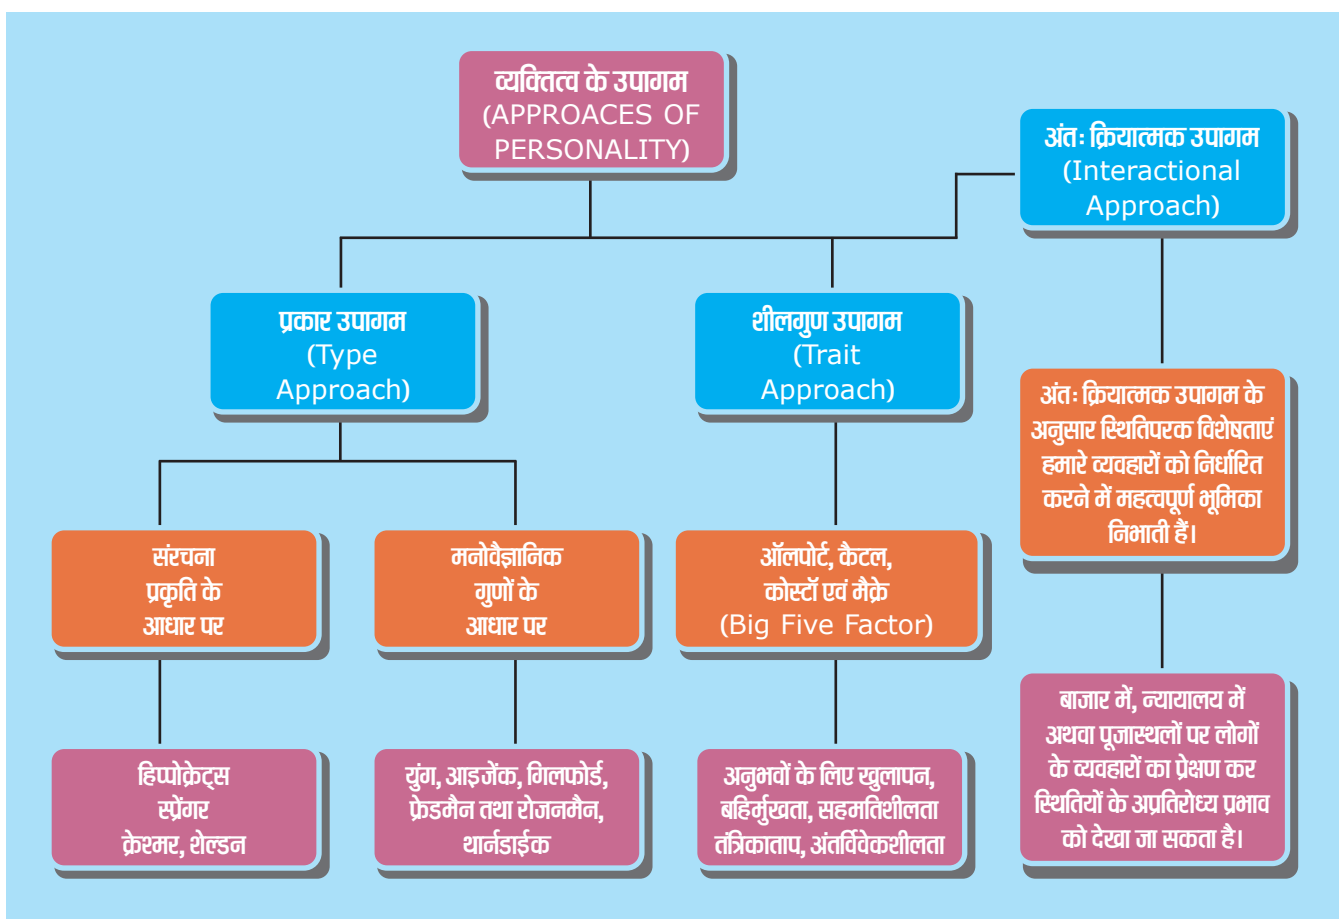 व्यक्तित्व के उपागम
(APPROACES OF
PERSONALITY)
अंतः क्रियात्मक उपागम
(Interactional
Approach)
प्रकार उपागम
(Type
Approach)
शीलगुण उपागम
(Trait
Approach)
अंतः क्रियात्मक उपागम के
अनुसार स्थितिपरक विशेषताएं
हमारे व्यवहारों को निर्धारित
करने में महत्वपूर्ण भूमिका
निभाती हैं।
संरचना
प्रकृति के
आधार पर
मनोवैज्ञानिक
गुणों के
आधार पर
ऑलपोर्ट, कैटल,
कोस्टॉ एवं मैक्रे
(Big Five Factor)
हिप्पोक्रेट्स
स्प्रेंगर
क्रेश्मर, शेल्डन
युंग, आइजेंक, गिलफोर्ड,
फ्रेडमैन तथा रोजनमैन,
थार्नडाईक
अनुभवों के लिए खुलापन,
बहिर्मुखता, सहमतिशीलता
तंत्रिकाताप, अंतर्विवेकशीलता
बाजार में, न्यायालय में
अथवा पूजास्थलों पर लोगों
के व्यवहारों का प्रेक्षण कर
स्थितियों के अप्रतिरोध्य प्रभाव
को देखा जा सकता है।